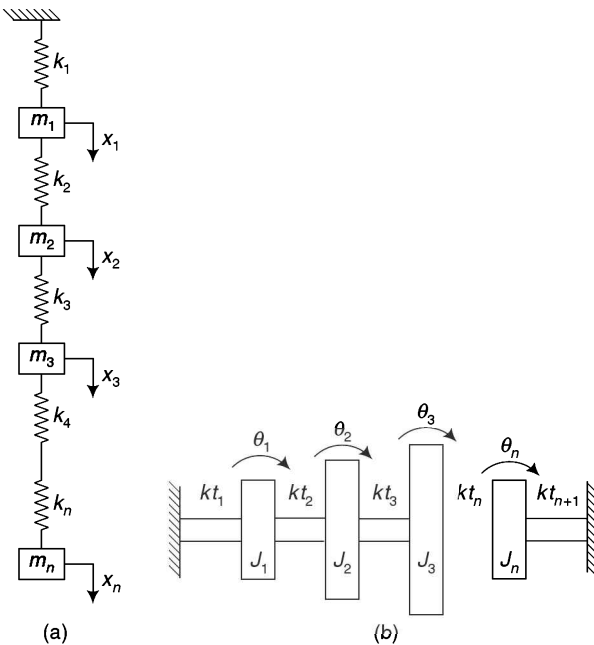 k₁
m₁
x₁
k₂
m₂
x₂
k₃
m₃
x₃
k₄
kₙ
mₙ
xₙ
(a)
θ₁ θ₂ θ₃ θₙ
kt₁ kt₂ kt₃ ktₙ ktₙ₊₁
J₁ J₂ J₃ Jₙ
(b)